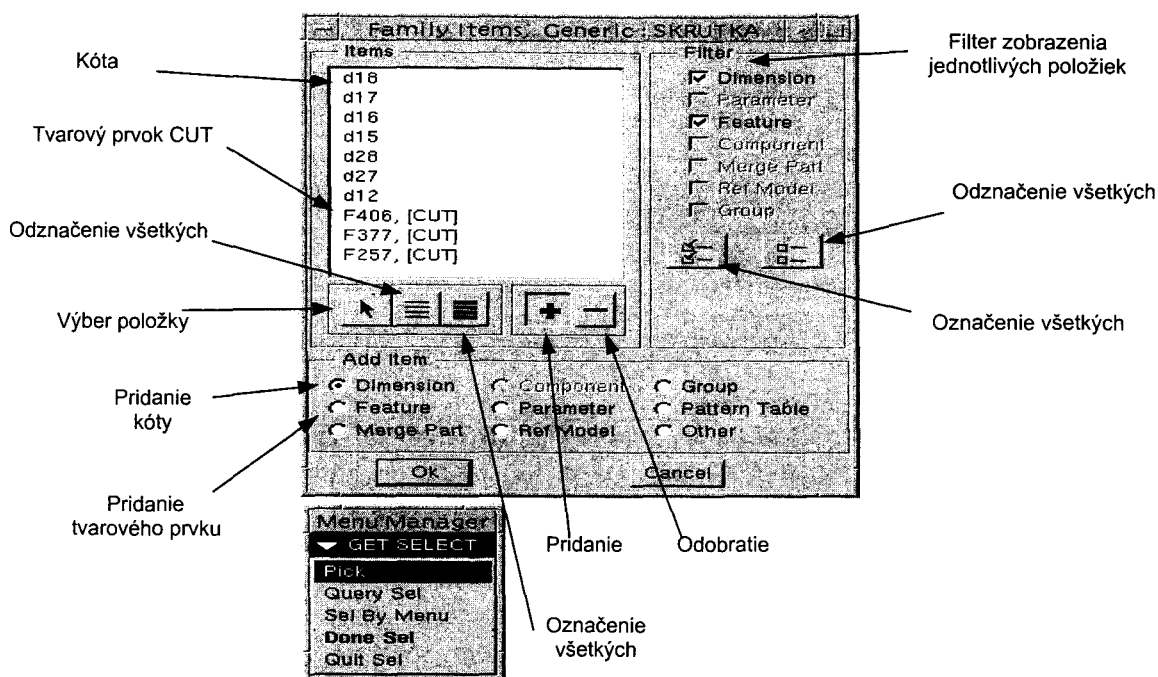 Family Items, Generic: SKRUTKA
Items
d18
d17
d16
d15
d28
d27
d12
F406, [CUT]
F377, [CUT]
F257, [CUT]
Filter
Dimension
Parameter
Feature
Component
Merge Part
Ref Model
Group
Add Item
Dimension
Component
Group
Feature
Parameter
Pattern Table
Merge Part
Ref Model
Other
Ok
Cancel
Menu Manager
GET SELECT
Pick
Query Sel
Sel By Menu
Done Sel
Quit Sel
Kóta
Tvarový prvok CUT
Odznačenie všetkých
Výber položky
Pridanie
kóty
Pridanie
tvarového prvku
Filter zobrazenia
jednotlivých položiek
Odznačenie všetkých
Označenie všetkých
Pridanie
Odobratie
Označenie
všetkých